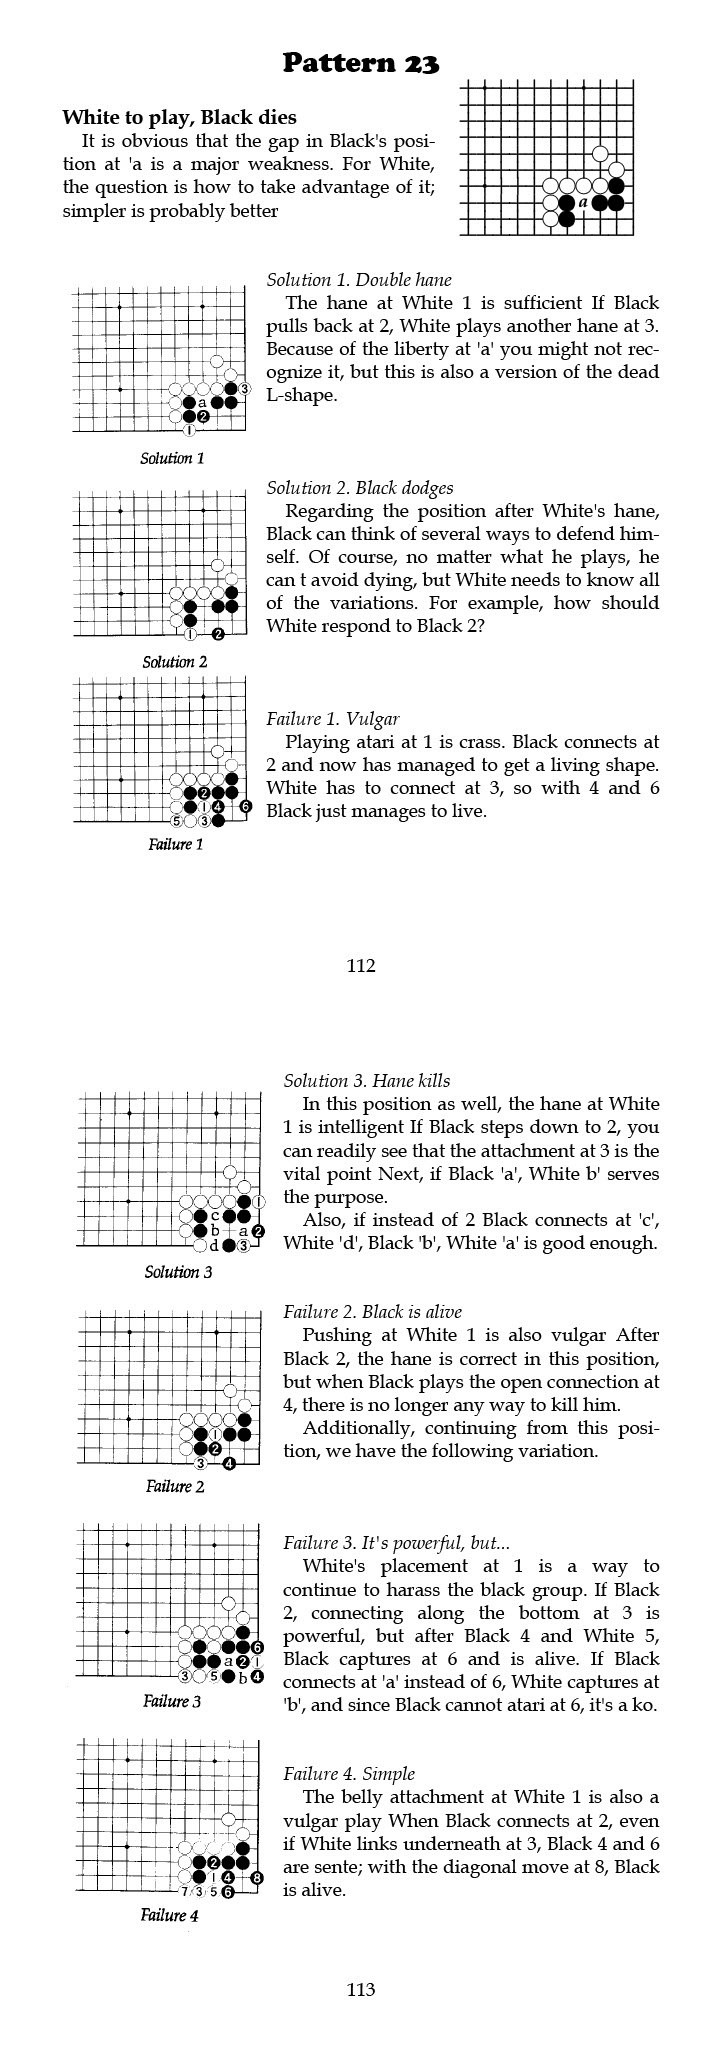 Pattern 23
White to play, Black dies
It is obvious that the gap in Black's posi-
tion at 'a is a major weakness. For White,
the question is how to take advantage of it;
simpler is probably better
a
Solution 1. Double hane
The hane at White 1 is sufficient If Black
pulls back at 2, White plays another hane at 3.
Because of the liberty at 'a' you might not rec-
ognize it, but this is also a version of the dead
L-shape.
3
a
2
1
Solution 1
Solution 2. Black dodges
Regarding the position after White's hane,
Black can think of several ways to defend him-
self. Of course, no matter what he plays, he
can t avoid dying, but White needs to know all
of the variations. For example, how should
White respond to Black 2?
1 2
Solution 2
Failure 1. Vulgar
Playing atari at 1 is crass. Black connects at
2 and now has managed to get a living shape.
White has to connect at 3, so with 4 and 6
Black just manages to live.
2
1 4 6
5 3
Failure 1
112
Solution 3. Hane kills
In this position as well, the hane at White
1 is intelligent If Black steps down to 2, you
can readily see that the attachment at 3 is the
vital point Next, if Black 'a', White b' serves
the purpose.
Also, if instead of 2 Black connects at 'c',
White 'd', Black 'b', White 'a' is good enough.
1
c
b a 2
d 3
Solution 3
Failure 2. Black is alive
Pushing at White 1 is also vulgar After
Black 2, the hane is correct in this position,
but when Black plays the open connection at
4, there is no longer any way to kill him.
Additionally, continuing from this posi-
tion, we have the following variation.
1
2
3 4
Failure 2
Failure 3. It's powerful, but...
White's placement at 1 is a way to
continue to harass the black group. If Black
2, connecting along the bottom at 3 is
powerful, but after Black 4 and White 5,
Black captures at 6 and is alive. If Black
connects at 'a' instead of 6, White captures at
'b', and since Black cannot atari at 6, it's a ko.
6
a 2 1
3 5 b 4
Failure 3
Failure 4. Simple
The belly attachment at White 1 is also a
vulgar play When Black connects at 2, even
if White links underneath at 3, Black 4 and 6
are sente; with the diagonal move at 8, Black
is alive.
2
1 4 8
7 3 5 6
Failure 4
113